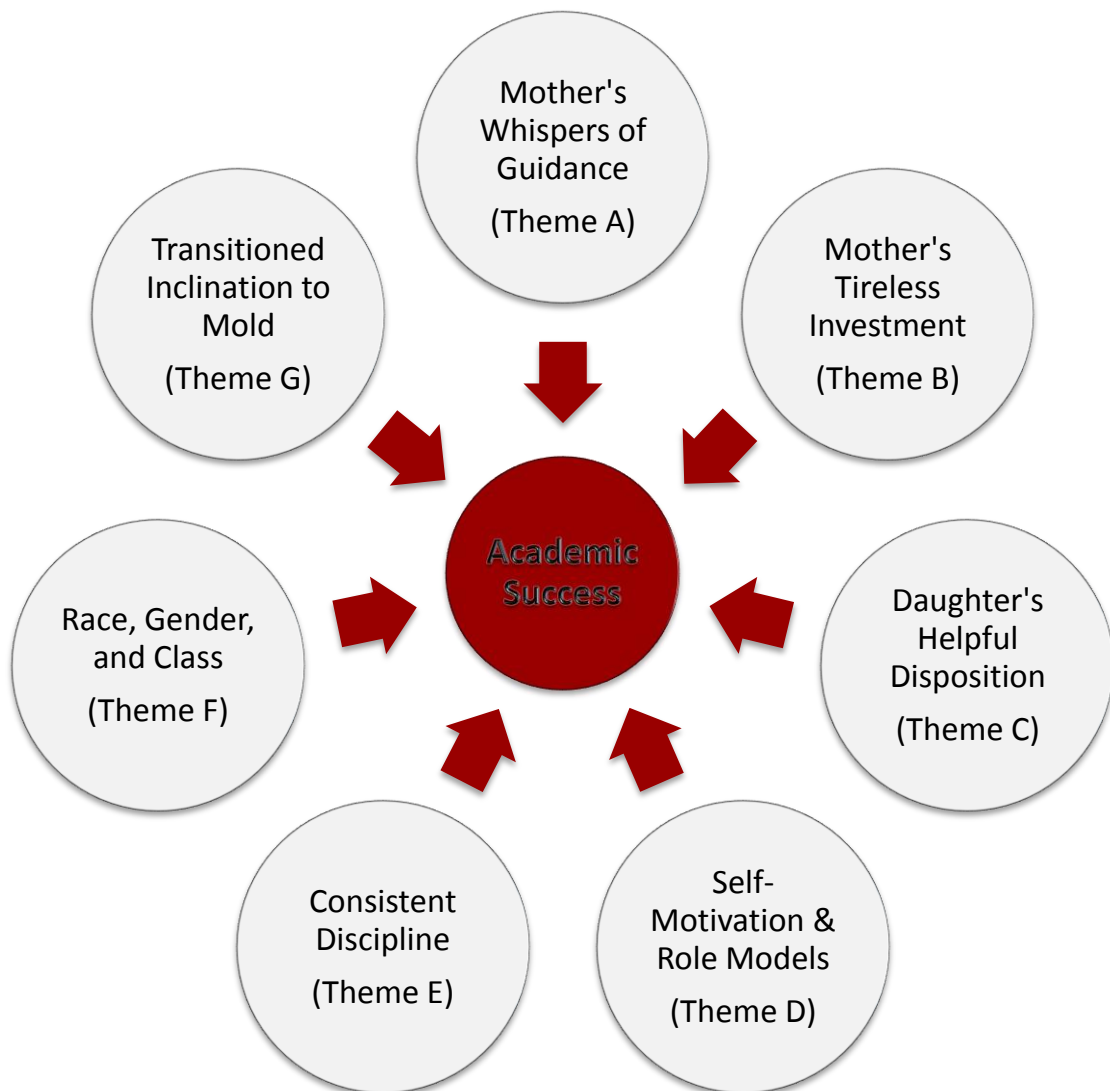 Mother's
Whispers of
Guidance
(Theme A)
Mother's
Tireless
Investment
(Theme B)
Daughter's
Helpful
Disposition
(Theme C)
Self-
Motivation &
Role Models
(Theme D)
Consistent
Discipline
(Theme E)
Race, Gender,
and Class
(Theme F)
Transitioned
Inclination to
Mold
(Theme G)
Academic
Success